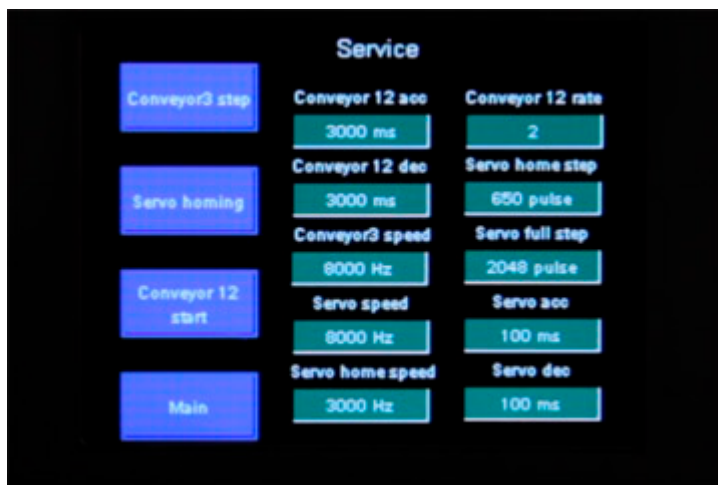 Service
Conveyor3 step
Servo homing
Conveyor 12
start
Main
Conveyor 12 acc
3000 ms
Conveyor 12 dec
3000 ms
Conveyor3 speed
8000 Hz
Servo speed
8000 Hz
Servo home speed
3000 Hz
Conveyor 12 rate
2
Servo home step
650 pulse
Servo full step
2048 pulse
Servo acc
100 ms
Servo dec
100 ms